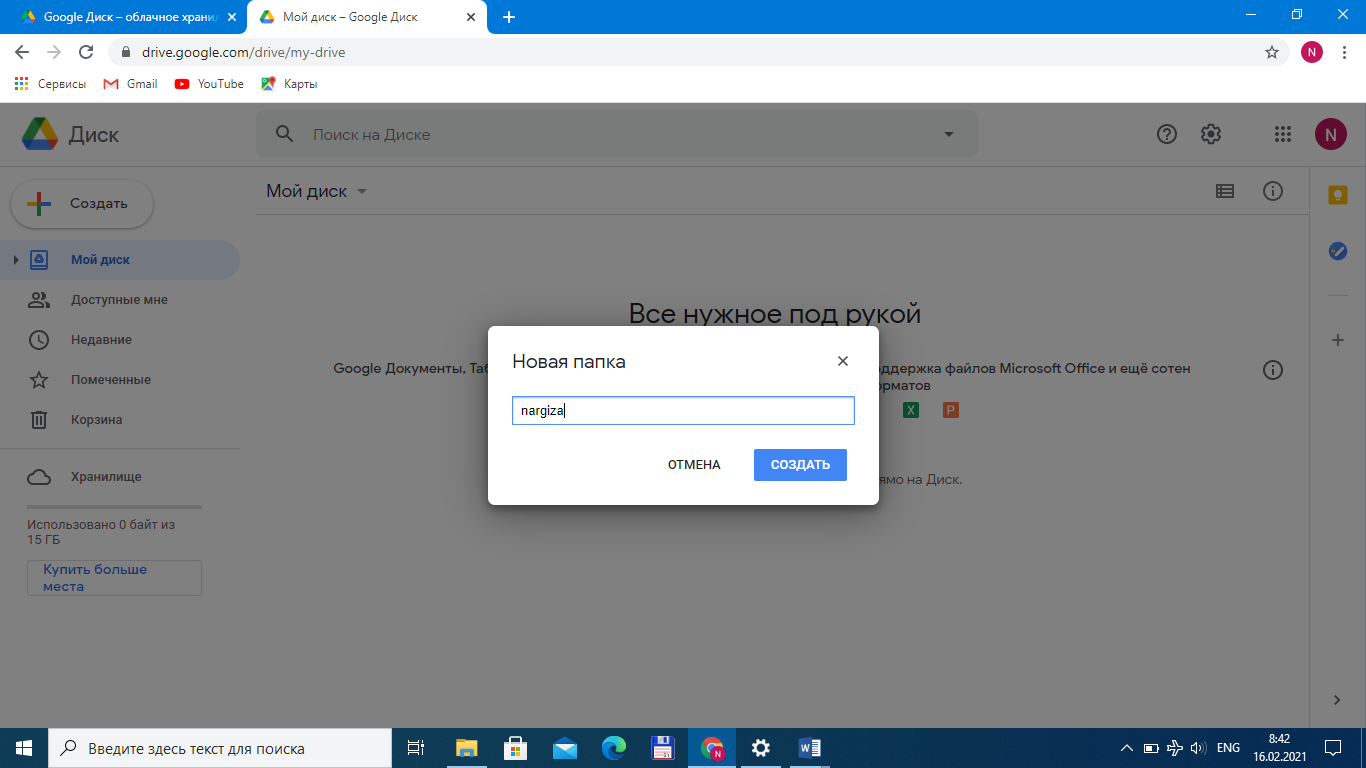 Google Диск – облачное храни
Мой диск – Google Диск
drive.google.com/drive/my-drive
N
Сервисы
Gmail
YouTube
Карты
Диск
Поиск на Диске
N
Создать
Мой диск
Мой диск
Доступные мне
Недавние
Помеченные
Корзина
Хранилище
Использовано 0 байт из
15 ГБ
Купить больше
места
Все нужное под рукой
Google Документы, Таб
оддержка файлов Microsoft Office и ещё сотен
орматов
X
P
ямо на Диск.
Новая папка
nargiza
ОТМЕНА
СОЗДАТЬ
Введите здесь текст для поиска
N
W
ENG
8:42
16.02.2021